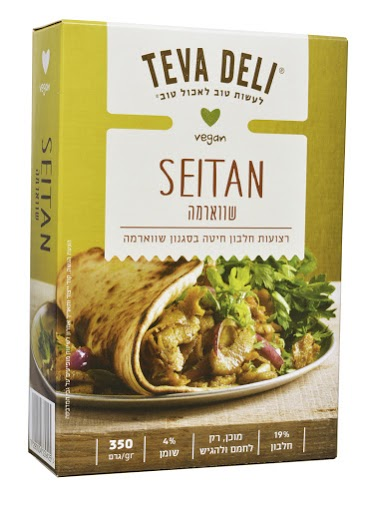 TEVA DELI®
לעשות טוב לאכול טוב®
vegan
SEITAN
שווארמה
רצועות חלבון חיטה בסגנון שווארמה
19%
חלבון
מוכן, רק
לחמם ולהגיש
4%
שומן
350
גרם/gr
SEITAN
שווארמה
vegan